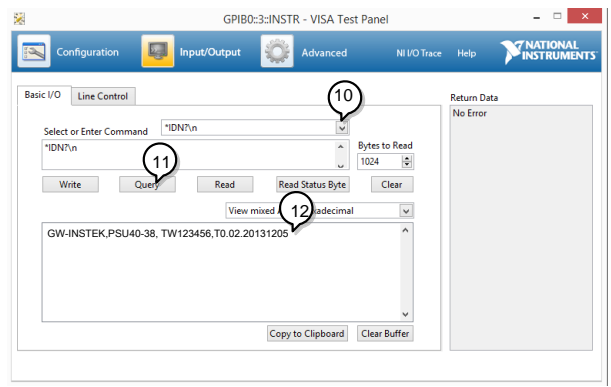 GPIB0::3::INSTR - VISA Test Panel
Configuration Input/Output Advanced NI I/O Trace Help NATIONAL INSTRUMENTS
Basic I/O Line Control
10
Return Data
No Error
Select or Enter Command *IDN?\n
*IDN?\n
Bytes to Read
1024
11
Write Query Read Read Status Byte Clear
View mixed
12
GW-INSTEK,PSU40-38, TW123456,T0.02.20131205
Copy to Clipboard Clear Buffer